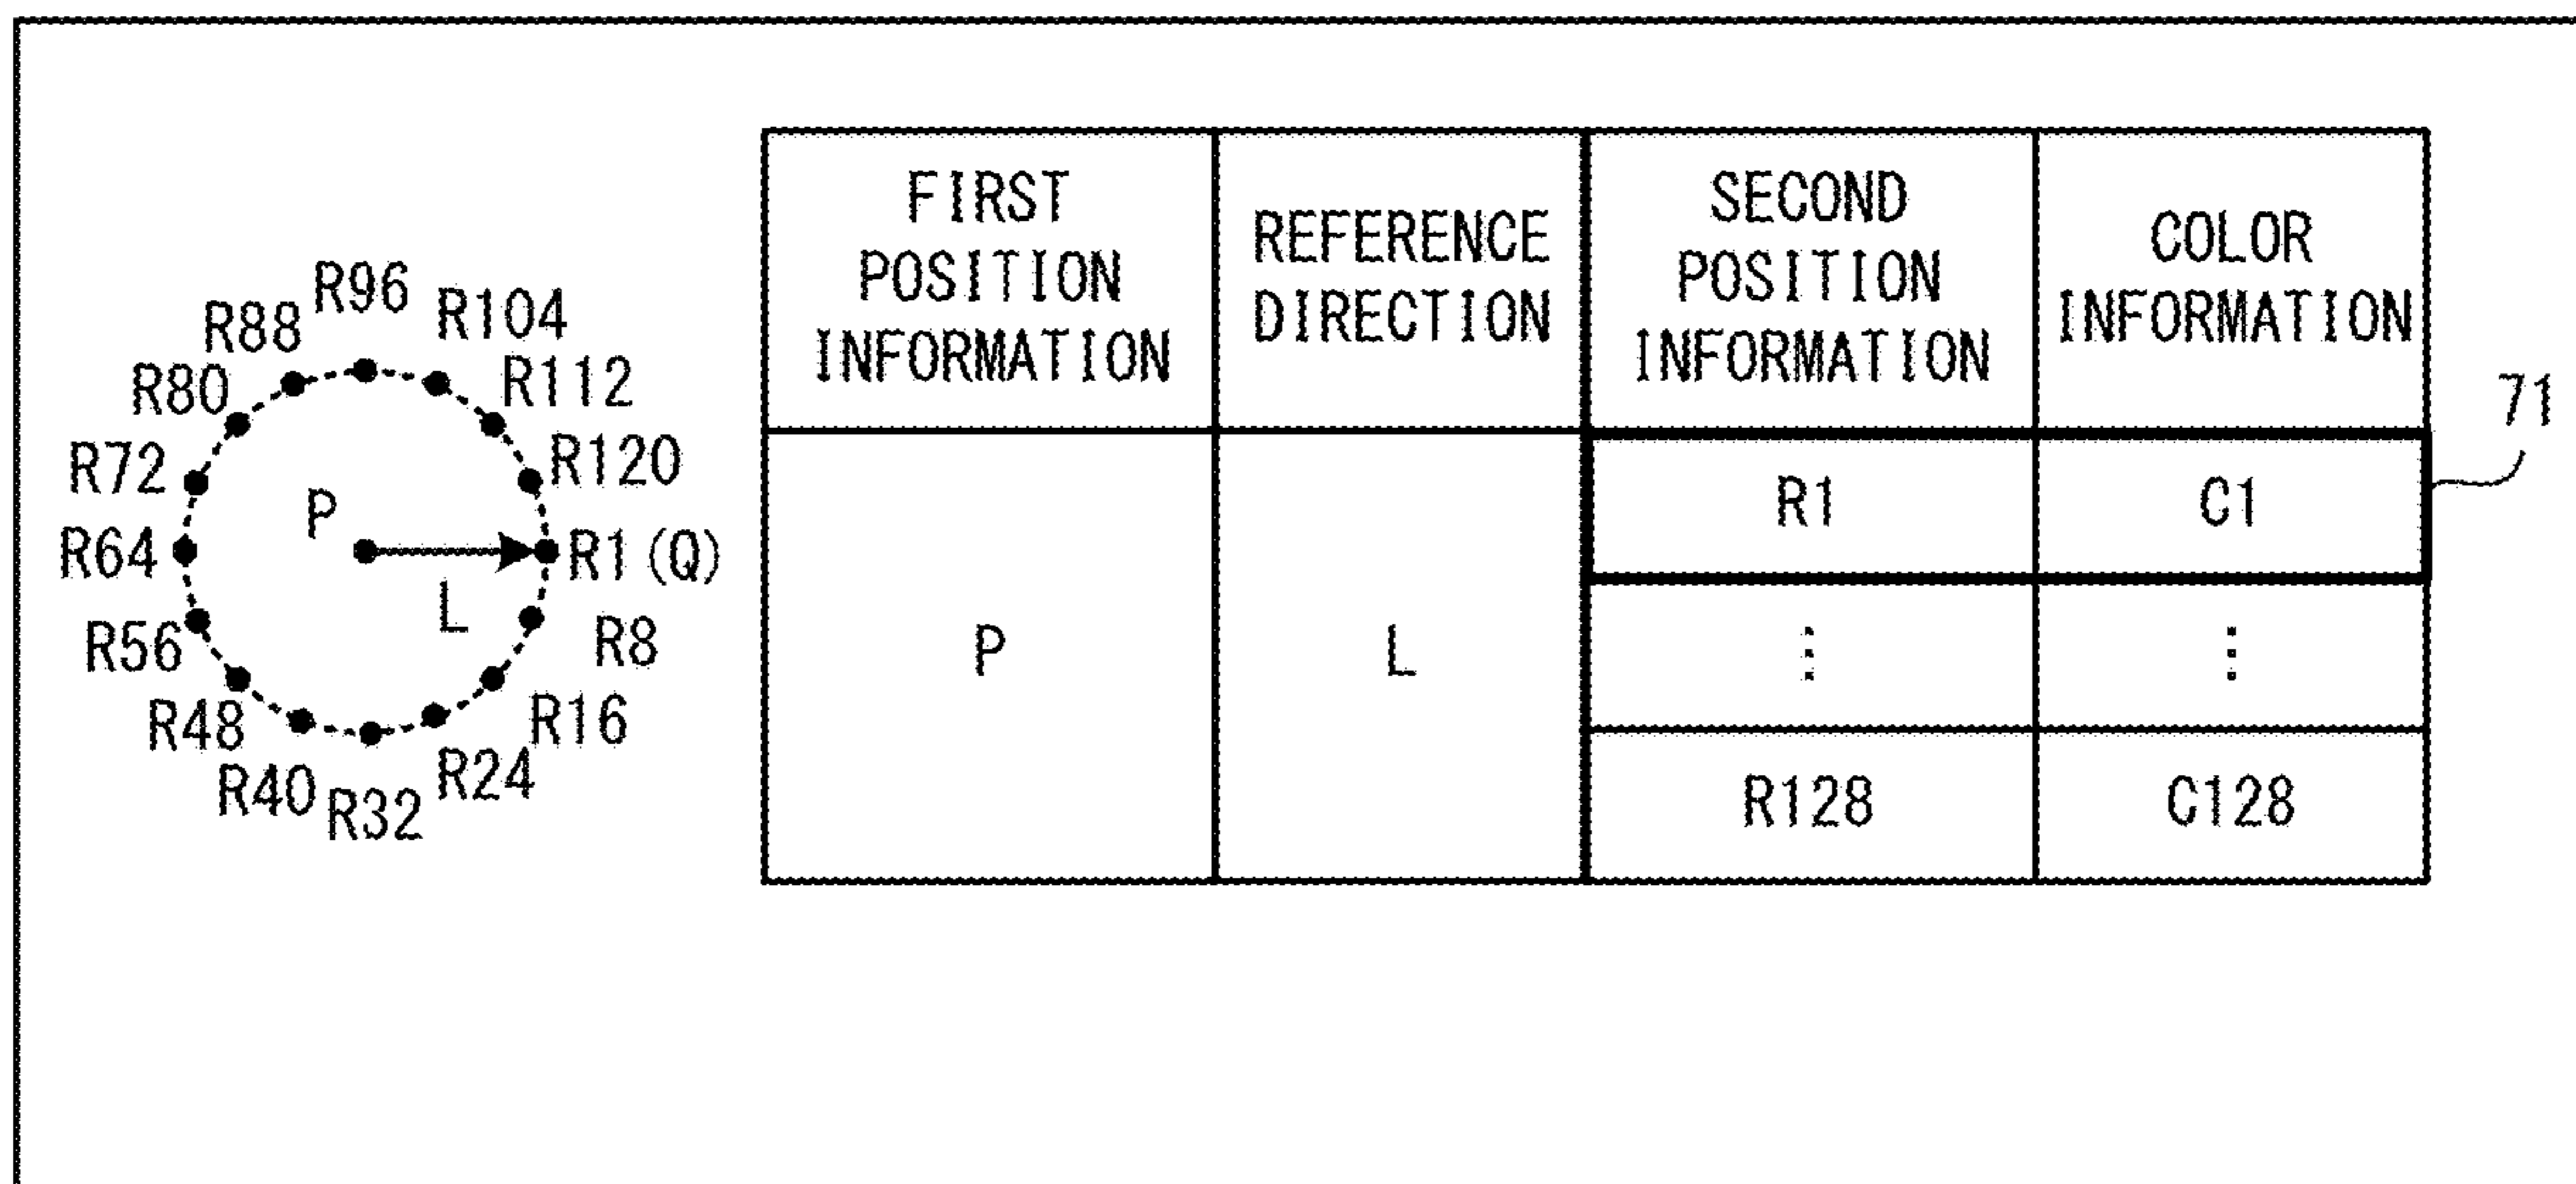 R96
R88
R104
R80
R112
R72
R120
P
R64
R1 (Q)
L
R56
R8
R48
R16
R40
R24
R32
FIRST
POSITION
INFORMATION
REFERENCE
DIRECTION
SECOND
POSITION
INFORMATION
COLOR
INFORMATION
71
P
L
R1
C1
⋮
⋮
R128
C128